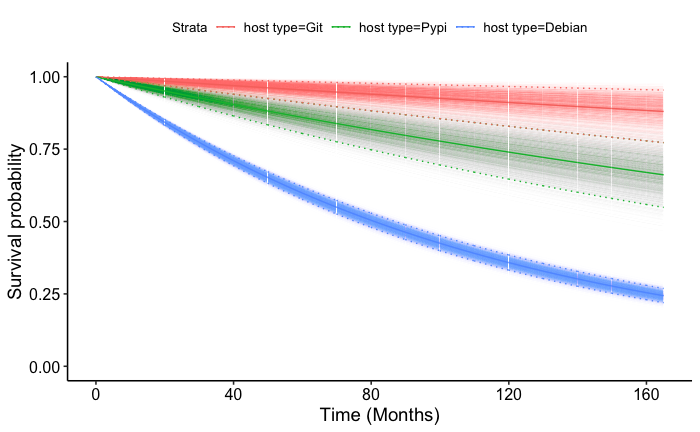 Strata host type=Git host type=Pypi host type=Debian
Survival probability
1.00
0.75
0.50
0.25
0.00
0 40 80 120 160
Time (Months)